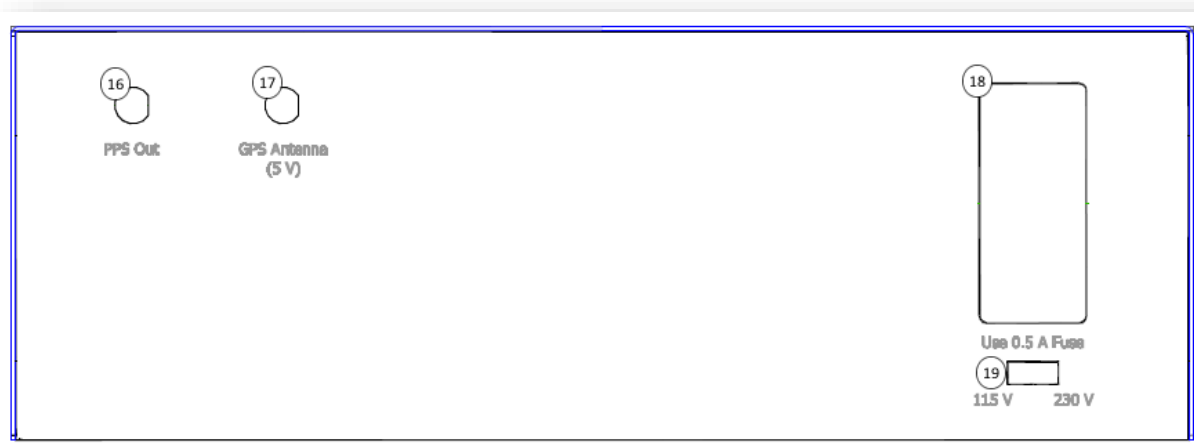 16
17
18
PPS Out
GPS Antenna
(5 V)
Use 0.5 A Fuse
19
115 V
230 V